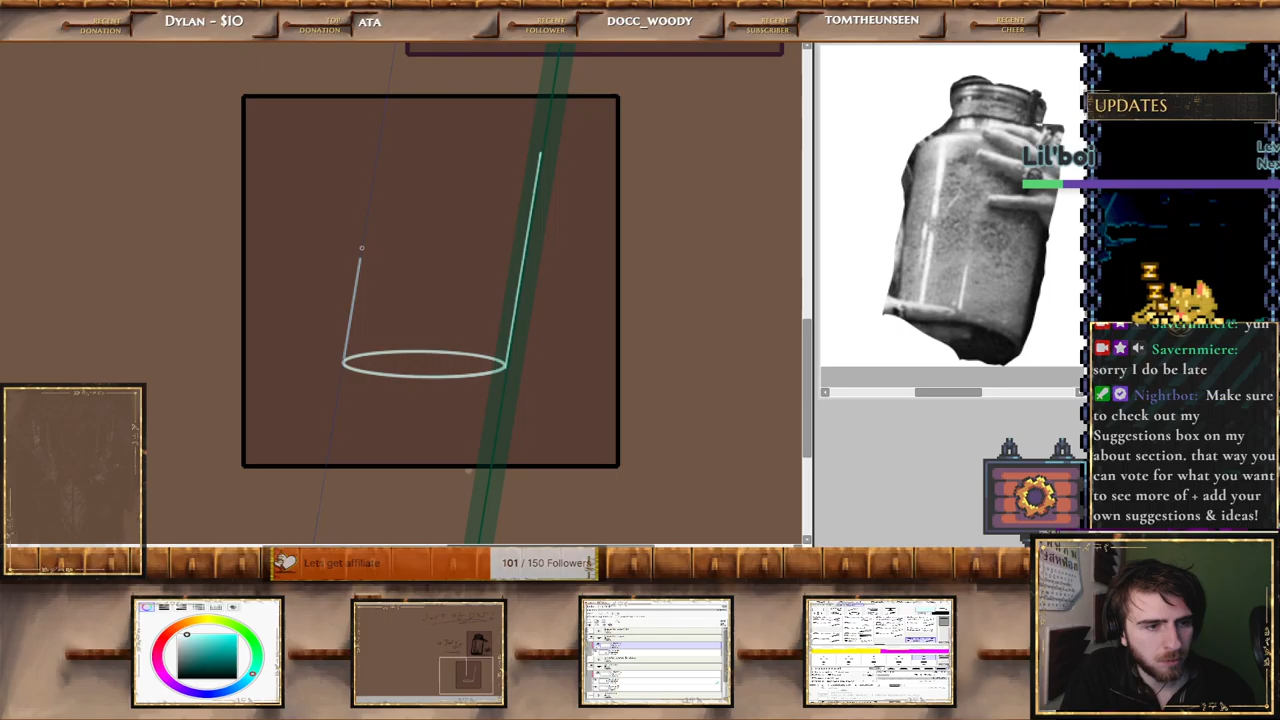 RECENT DONATION
Dylan - $10
TOP DONATION
ATA
RECENT FOLLOWER
DOCC_WOODY
RECENT SUBSCRIBER
TOMTHEUNSEEN
RECENT CHEER
UPDATES
Lil'boi
Savernmiere: yun
Savernmiere:
sorry I do be late
Nightbot: Make sure
to check out my
Suggestions box on my
about section. that way you
can vote for what you want
to see more of + add your
own suggestions & ideas!
Lets get affiliate
101 / 150 Followers